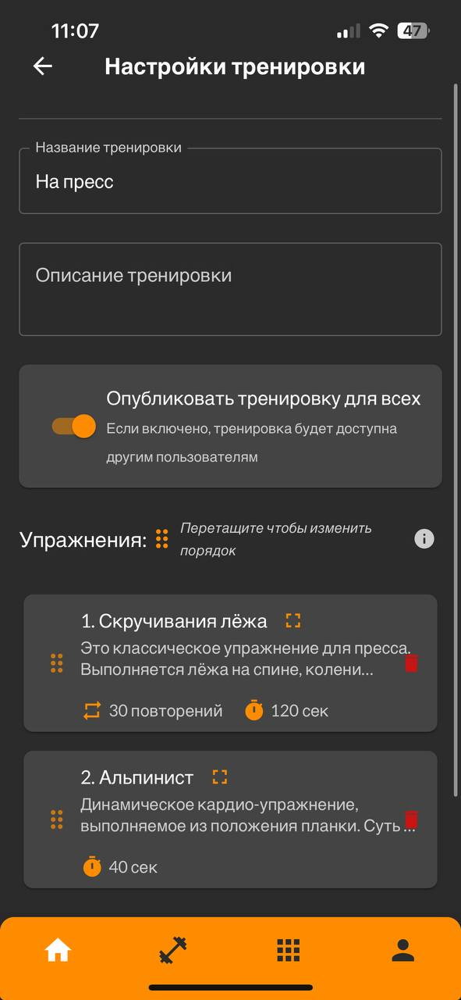 11:07
47
Настройки тренировки
Название тренировки
На пресс
Описание тренировки
Опубликовать тренировку для всех
Если включено, тренировка будет доступна
другим пользователям
Упражнения:
Перетащите чтобы изменить
порядок
1. Скручивания лёжа
Это классическое упражнение для пресса.
Выполняется лёжа на спине, колени...
30 повторений
120 сек
2. Альпинист
Динамическое кардио-упражнение,
выполняемое из положения планки. Суть...
40 сек